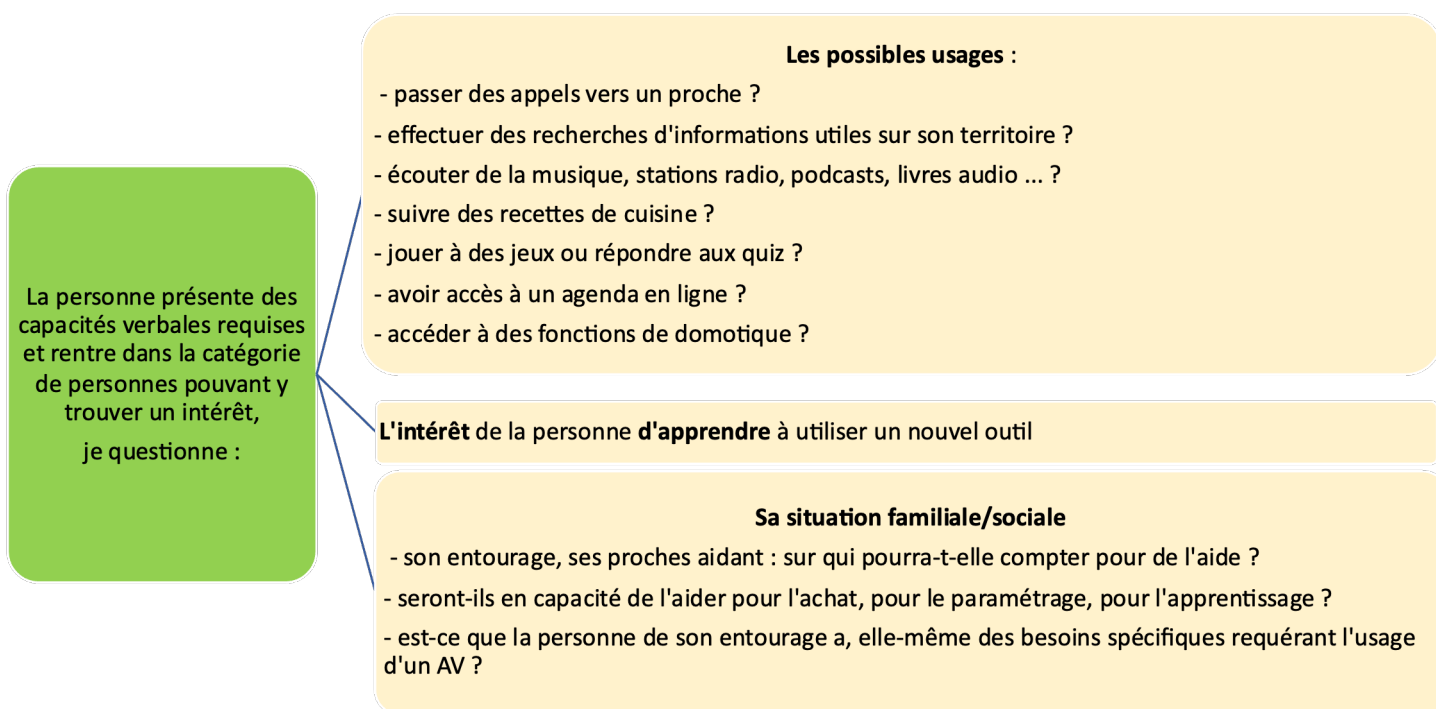 La personne présente des
capacités verbales requises
et rentre dans la catégorie
de personnes pouvant y
trouver un intérêt,
je questionne :
Les possibles usages :
- passer des appels vers un proche ?
- effectuer des recherches d'informations utiles sur son territoire ?
- écouter de la musique, stations radio, podcasts, livres audio ... ?
- suivre des recettes de cuisine ?
- jouer à des jeux ou répondre aux quiz ?
- avoir accès à un agenda en ligne ?
- accéder à des fonctions de domotique ?
L'intérêt de la personne d'apprendre à utiliser un nouvel outil
Sa situation familiale/sociale
- son entourage, ses proches aidant : sur qui pourra-t-elle compter pour de l'aide ?
- seront-ils en capacité de l'aider pour l'achat, pour le paramétrage, pour l'apprentissage ?
- est-ce que la personne de son entourage a, elle-même des besoins spécifiques requérant l'usage
d'un AV ?